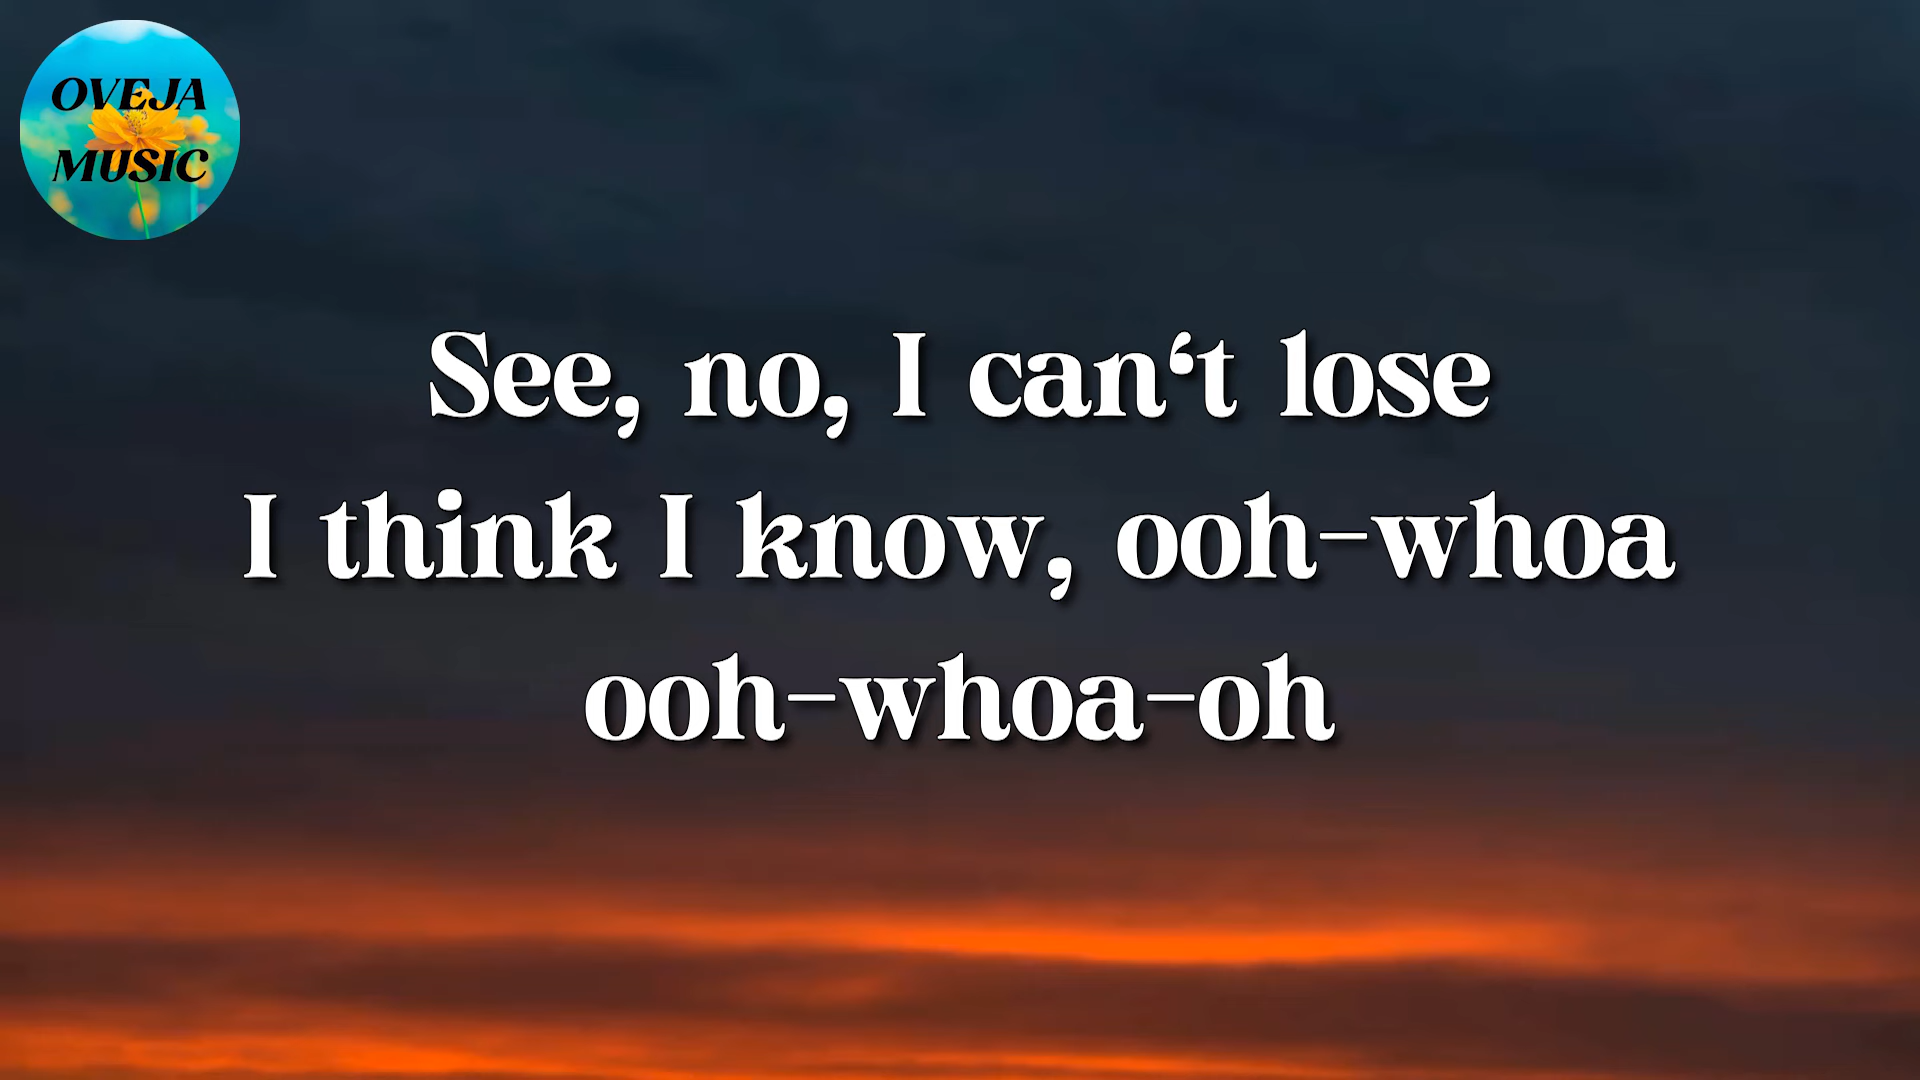 OVEJA
MUSIC
See, no, I can‘t lose
I think I know, ooh-whoa
ooh-whoa-oh